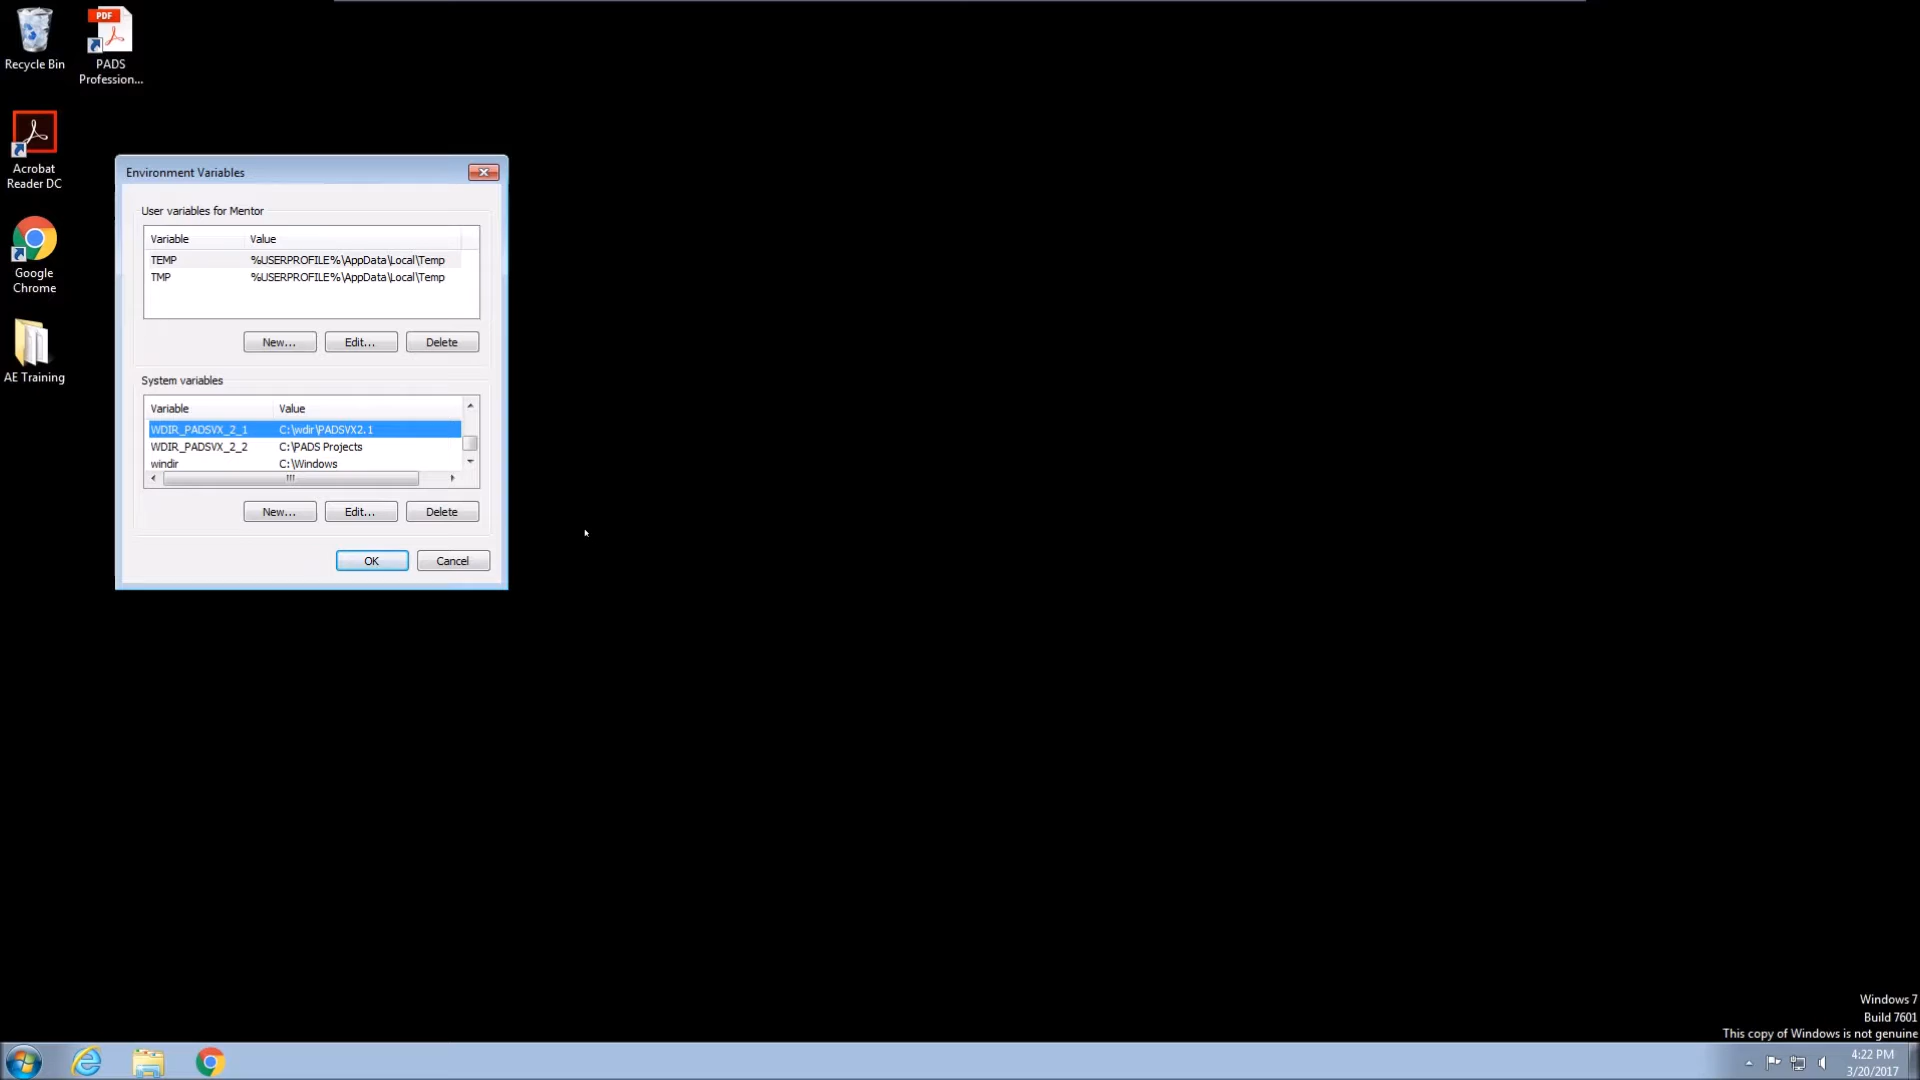 Recycle Bin
PDF
PADS
Profession...
Acrobat
Reader DC
Google
Chrome
AE Training
Environment Variables
User variables for Mentor
Variable Value
TEMP %USERPROFILE%\AppData\Local\Temp
TMP %USERPROFILE%\AppData\Local\Temp
New... Edit... Delete
System variables
Variable Value
WDIR_PADSVX_2_1 C:\wdir\PADSVX2.1
WDIR_PADSVX_2_2 C:\PADS Projects
windir C:\Windows
New... Edit... Delete
OK Cancel
Windows 7
Build 7601
This copy of Windows is not genuine
4:22 PM
3/20/2017